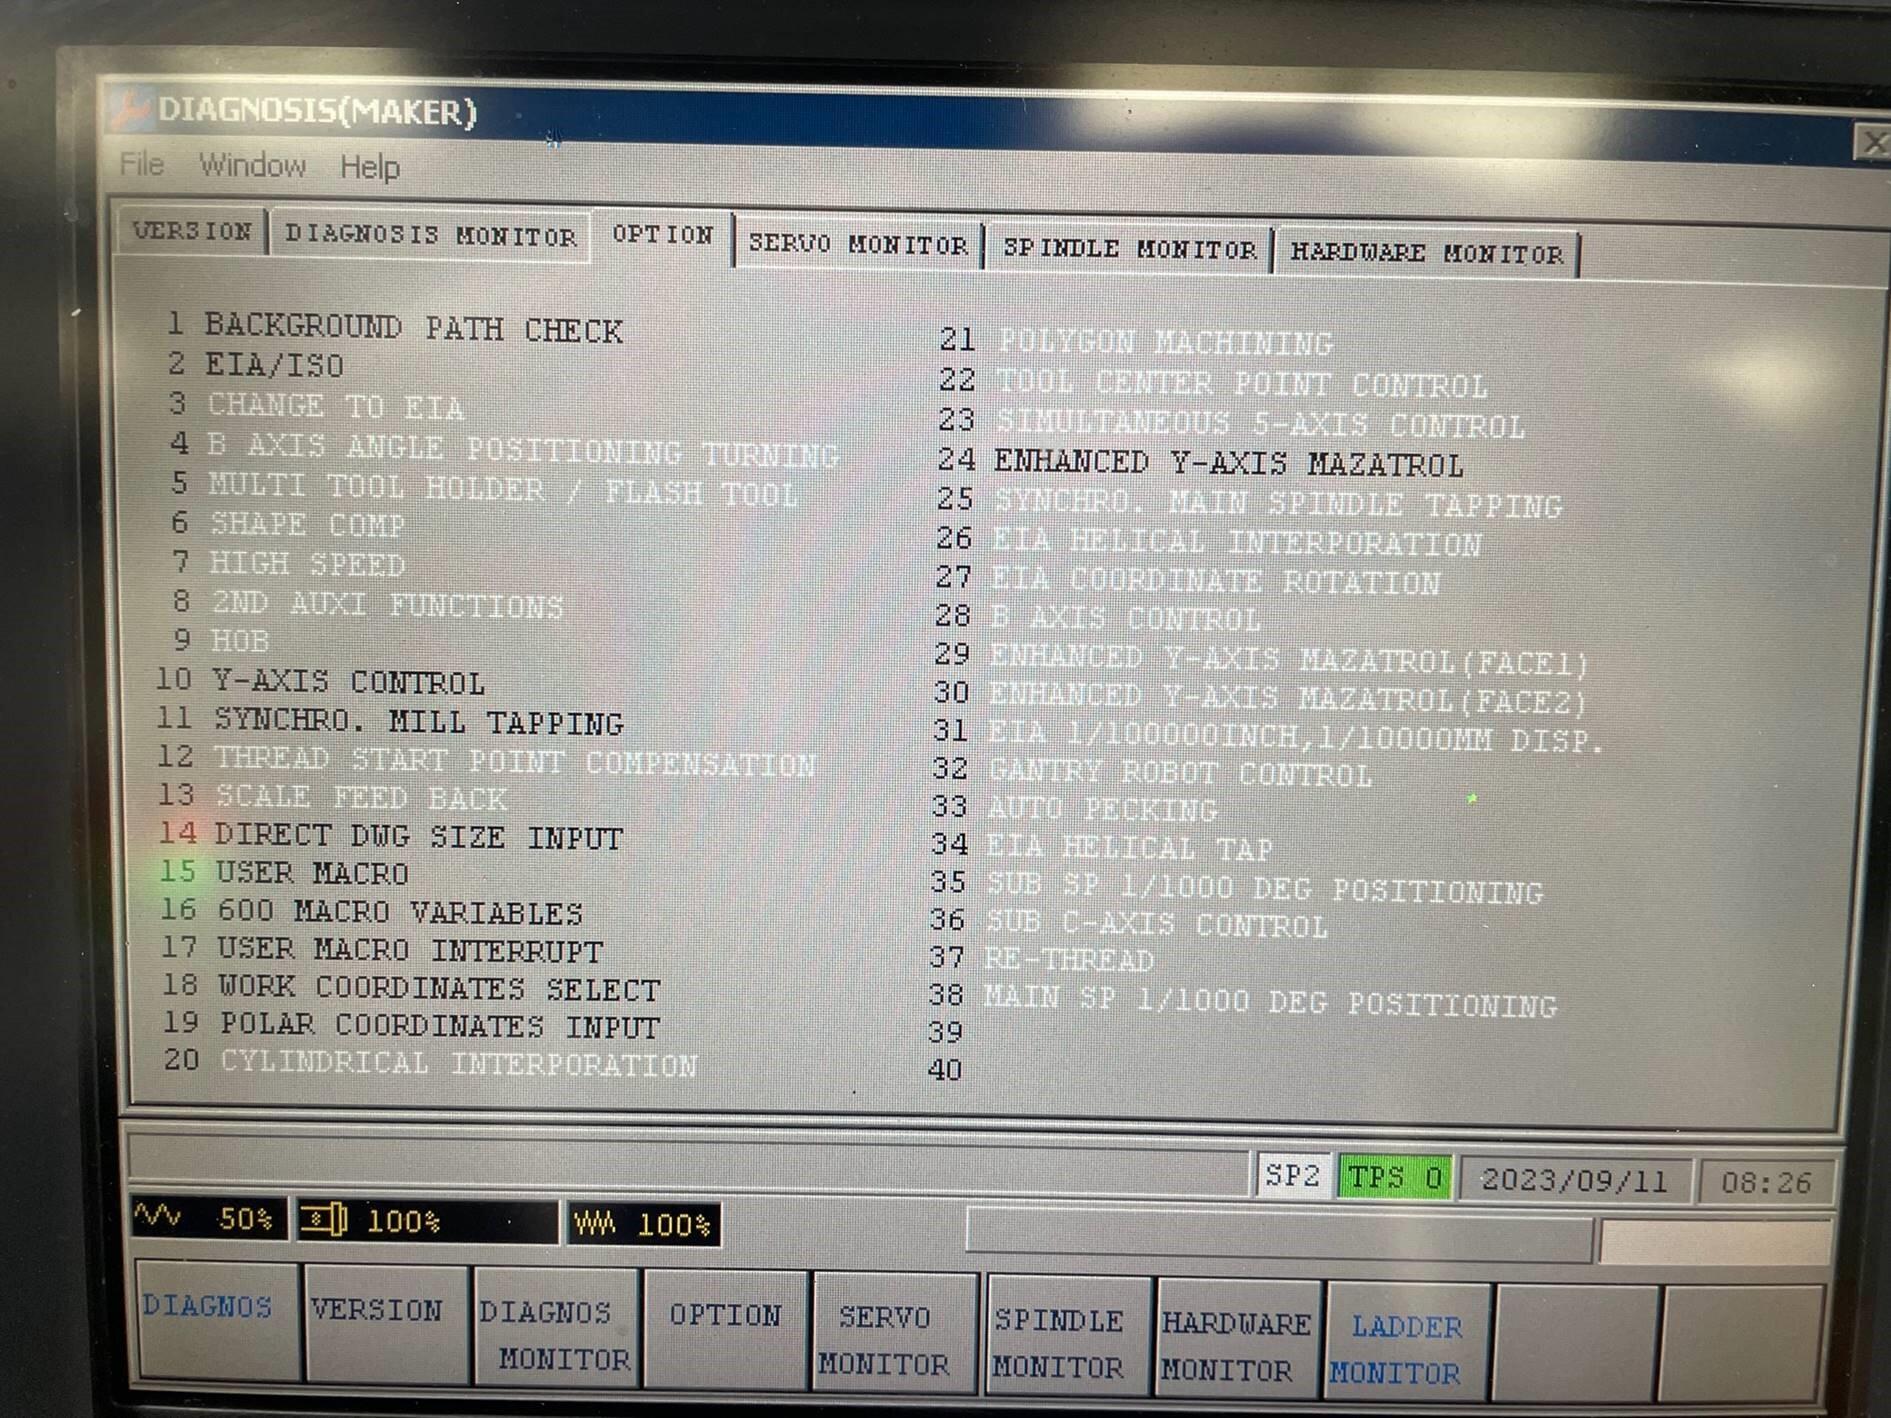 DIAGNOSIS(MAKER)
File Window Help
VERSION DIAGNOSIS MONITOR OPTION SERVO MONITOR SPINDLE MONITOR HARDWARE MONITOR
1 BACKGROUND PATH CHECK
2 EIA/ISO
3 CHANGE TO EIA
4 B AXIS ANGLE POSITIONING TURNING
5 MULTI TOOL HOLDER / FLASH TOOL
6 SHAPE COMP
7 HIGH SPEED
8 2ND AUXI FUNCTIONS
9 HOB
10 Y-AXIS CONTROL
11 SYNCHRO. MILL TAPPING
12 THREAD START POINT COMPENSATION
13 SCALE FEED BACK
14 DIRECT DWG SIZE INPUT
15 USER MACRO
16 600 MACRO VARIABLES
17 USER MACRO INTERRUPT
18 WORK COORDINATES SELECT
19 POLAR COORDINATES INPUT
20 CYLINDRICAL INTERPORATION
21 POLYGON MACHINING
22 TOOL CENTER POINT CONTROL
23 SIMULTANEOUS 5-AXIS CONTROL
24 ENHANCED Y-AXIS MAZATROL
25 SYNCHRO. MAIN SPINDLE TAPPING
26 EIA HELICAL INTERPORATION
27 EIA COORDINATE ROTATION
28 B AXIS CONTROL
29 ENHANCED Y-AXIS MAZATROL(FACE1)
30 ENHANCED Y-AXIS MAZATROL(FACE2)
31 EIA 1/100000INCH,1/10000MM DISP.
32 GANTRY ROBOT CONTROL
33 AUTO PECKING
34 EIA HELICAL TAP
35 SUB SP 1/1000 DEG POSITIONING
36 SUB C-AXIS CONTROL
37 RE-THREAD
38 MAIN SP 1/1000 DEG POSITIONING
39
40
SP2 TPS 0 2023/09/11 08:26
50% 100% 100%
DIAGNOS VERSION DIAGNOS OPTION SERVO SPINDLE HARDWARE LADDER
MONITOR MONITOR MONITOR MONITOR MONITOR